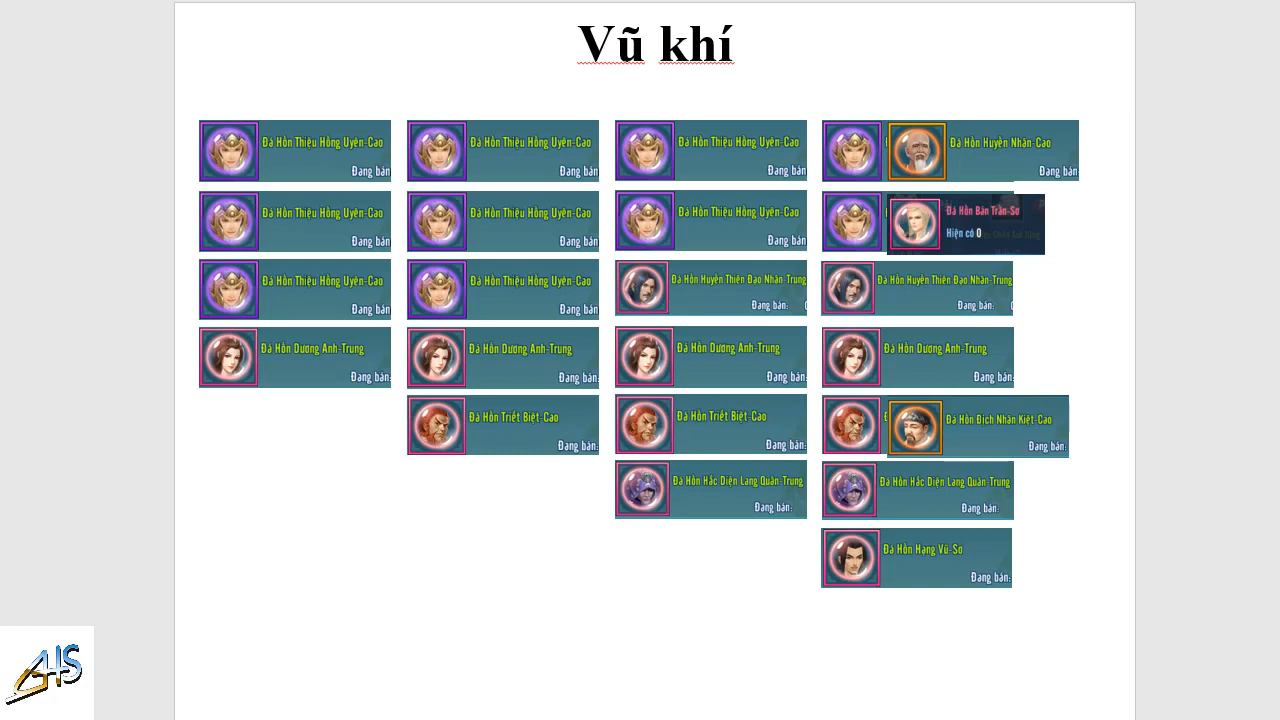 Vũ khí
Đá Hồn Thiệu Hồng Uyên-Cao
Đang bán
Đá Hồn Thiệu Hồng Uyên-Cao
Đang bán
Đá Hồn Thiệu Hồng Uyên-Cao
Đang bán
Đá Hồn Huyền Nhẫn-Cao
Đang bán
Đá Hồn Thiệu Hồng Uyên-Cao
Đang bán
Đá Hồn Thiệu Hồng Uyên-Cao
Đang bán
Đá Hồn Thiệu Hồng Uyên-Cao
Đang bán
Đá Hồn Bàn Trần-Sơ
Hiện có 0
Đá Hồn Thiệu Hồng Uyên-Cao
Đang bán
Đá Hồn Thiệu Hồng Uyên-Cao
Đang bán
Đá Hồn Huyền Thiên Đạo Nhân-Trung
Đang bán:
Đá Hồn Huyền Thiên Đạo Nhân-Trung
Đang bán:
Đá Hồn Dương Anh-Trung
Đang bán:
Đá Hồn Dương Anh-Trung
Đang bán:
Đá Hồn Dương Anh-Trung
Đang bán:
Đá Hồn Dương Anh-Trung
Đang bán:
Đá Hồn Triết Biệt-Cao
Đang bán:
Đá Hồn Triết Biệt-Cao
Đang bán:
Đá Hồn Địch Nhân Kiệt-Cao
Đang bán:
Đá Hồn Hắc Diện Lang Quân-Trung
Đang bán:
Đá Hồn Hắc Diện Lang Quân-Trung
Đang bán:
Đá Hồn Hạng Vũ-Sơ
Đang bán:
AHS